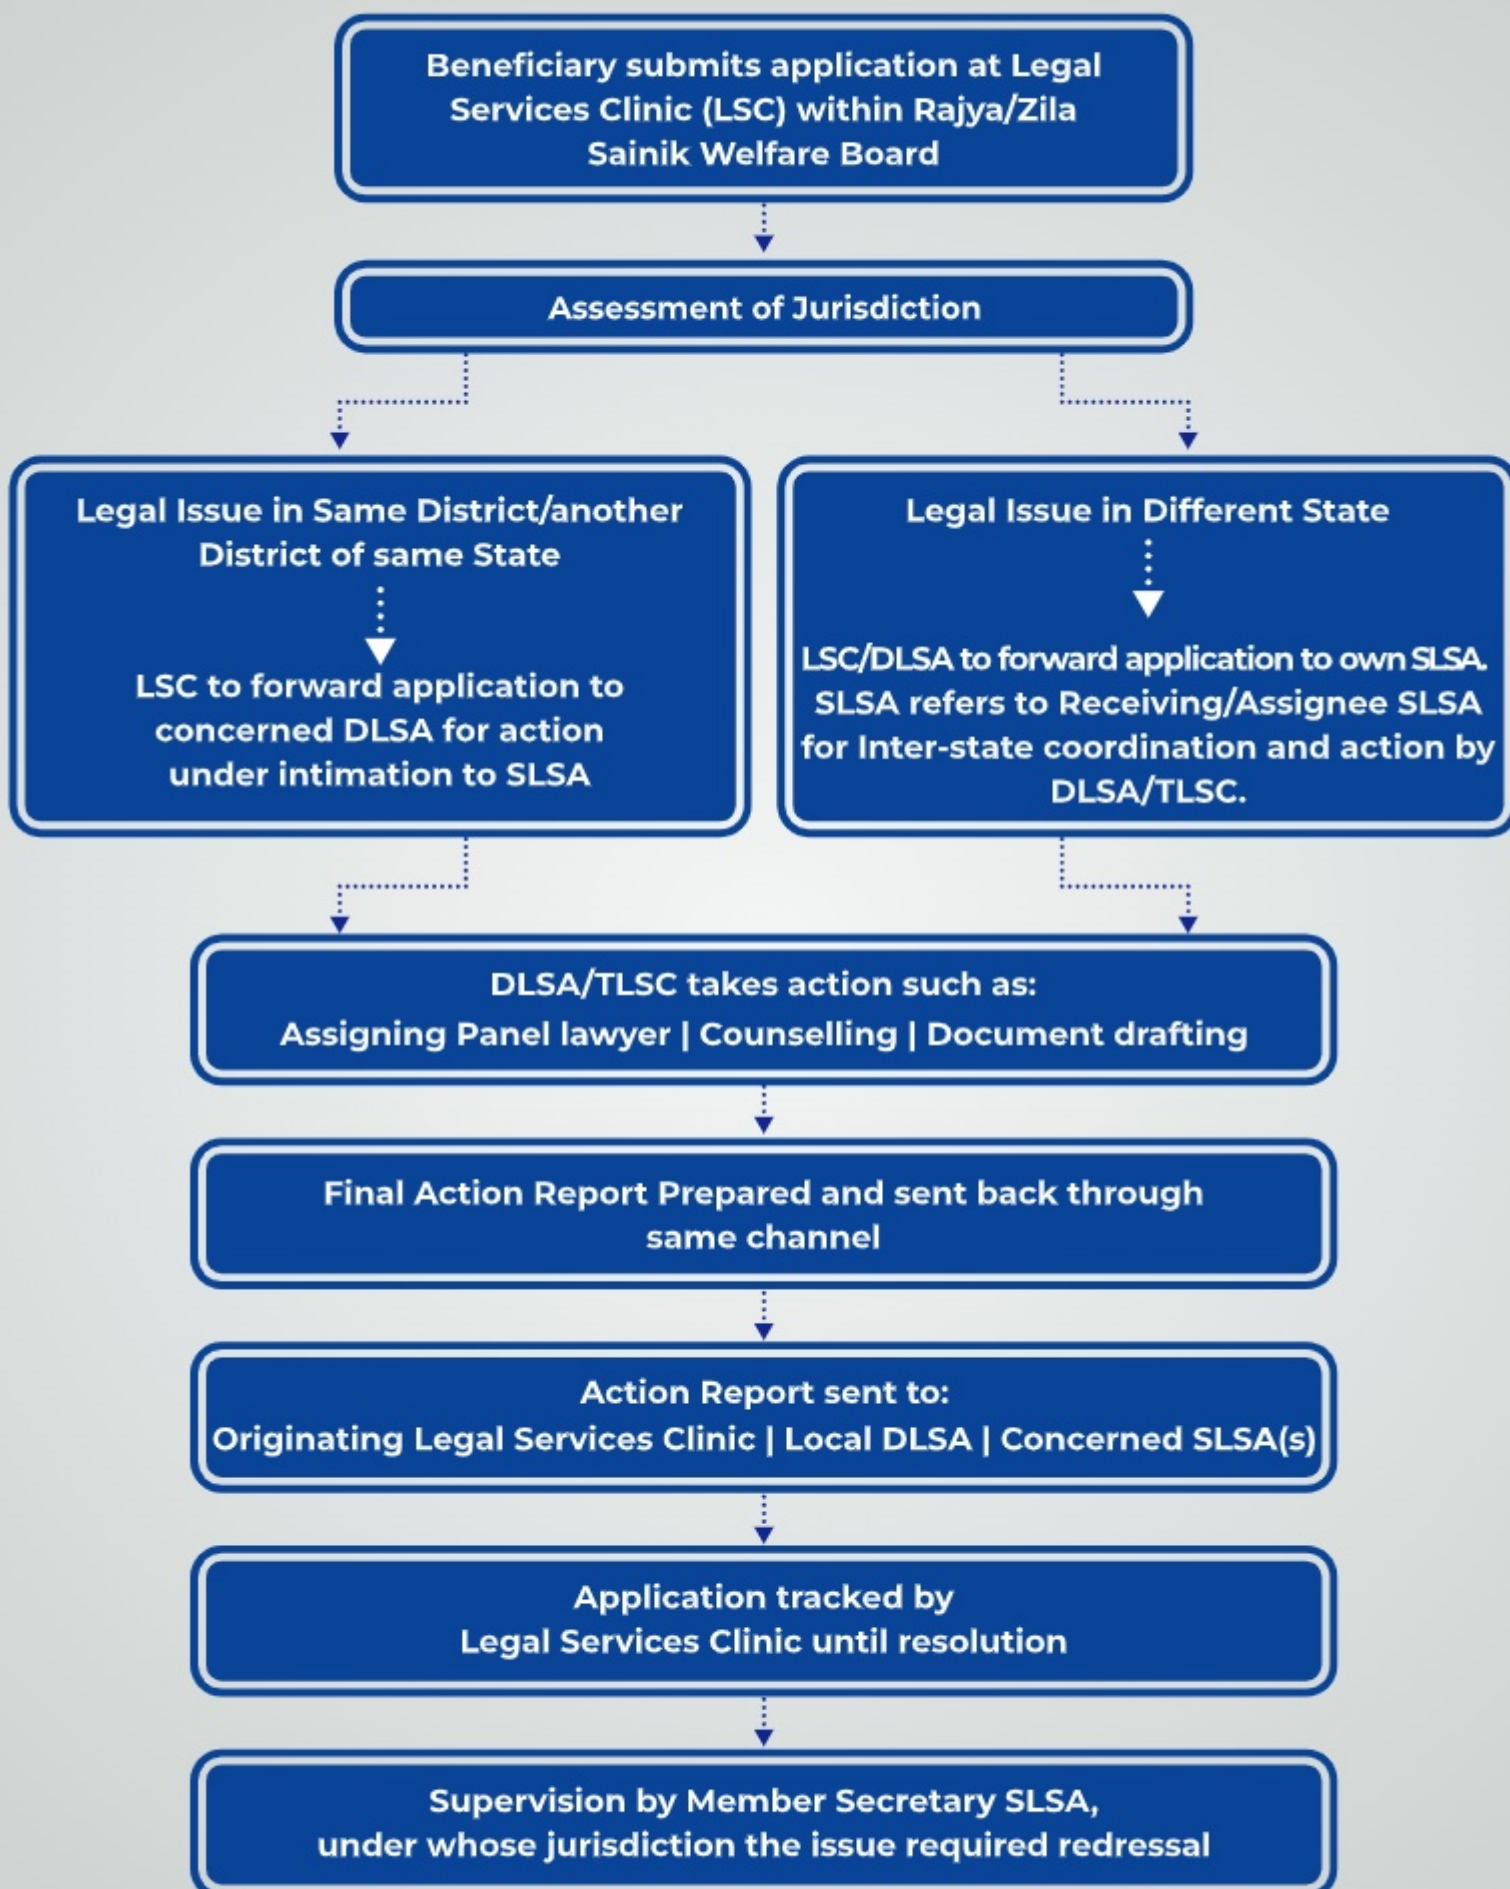 Beneficiary submits application at Legal
Services Clinic (LSC) within Rajya/Zila
Sainik Welfare Board
Assessment of Jurisdiction
Legal Issue in Same District/another
District of same State
LSC to forward application to
concerned DLSA for action
under intimation to SLSA
Legal Issue in Different State
LSC/DLSA to forward application to own SLSA.
SLSA refers to Receiving/Assignee SLSA
for Inter-state coordination and action by
DLSA/TLSC.
DLSA/TLSC takes action such as:
Assigning Panel lawyer | Counselling | Document drafting
Final Action Report Prepared and sent back through
same channel
Action Report sent to:
Originating Legal Services Clinic | Local DLSA | Concerned SLSA(s)
Application tracked by
Legal Services Clinic until resolution
Supervision by Member Secretary SLSA,
under whose jurisdiction the issue required redressal